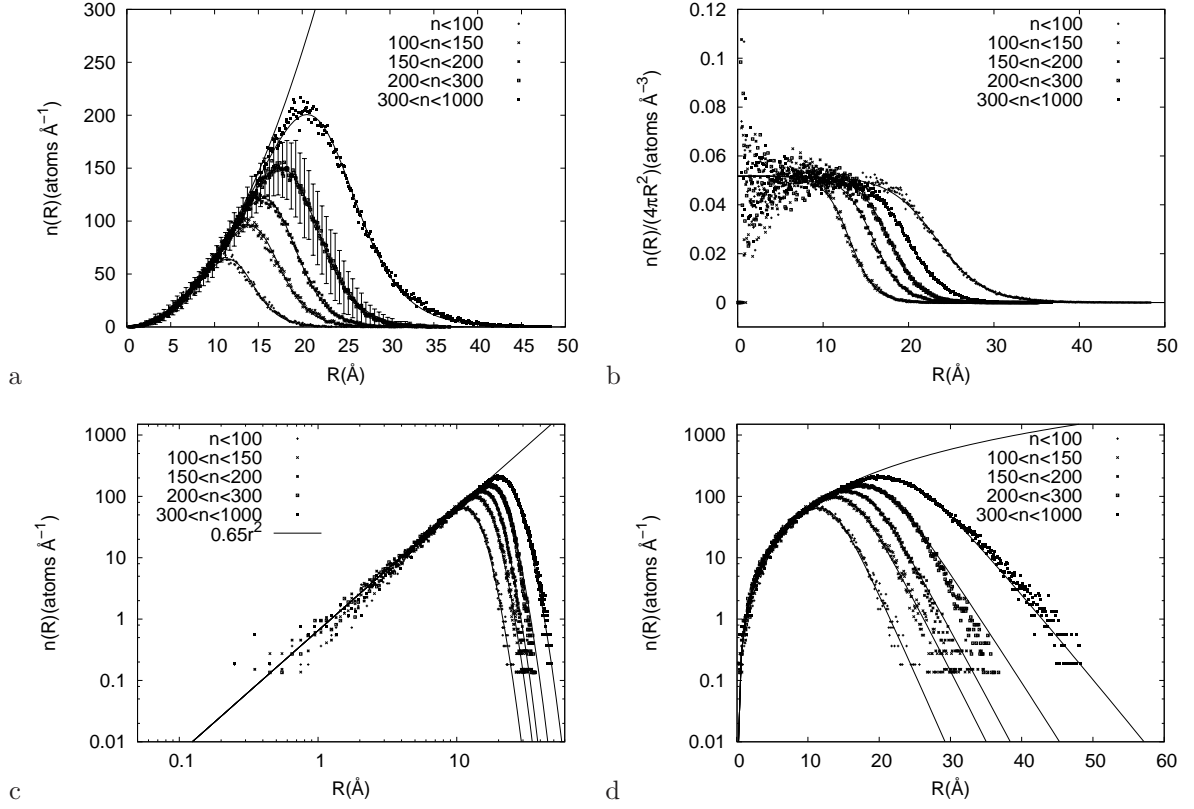 300
250
200
150
100
50
0
0 5 10 15 20 25 30 35 40 45 50
n(R)(atoms Å⁻¹)
R(Å)
n<100
100<n<150
150<n<200
200<n<300
300<n<1000
a
0.12
0.1
0.08
0.06
0.04
0.02
0
0 10 20 30 40 50
n(R)/(4πR²)(atoms Å⁻³)
R(Å)
n<100
100<n<150
150<n<200
200<n<300
300<n<1000
b
1000
100
10
1
0.1
0.01
0.1 1 10
n(R)(atoms Å⁻¹)
R(Å)
n<100
100<n<150
150<n<200
200<n<300
300<n<1000
0.65r²
c
1000
100
10
1
0.1
0.01
0 10 20 30 40 50 60
n(R)(atoms Å⁻¹)
R(Å)
n<100
100<n<150
150<n<200
200<n<300
300<n<1000
d